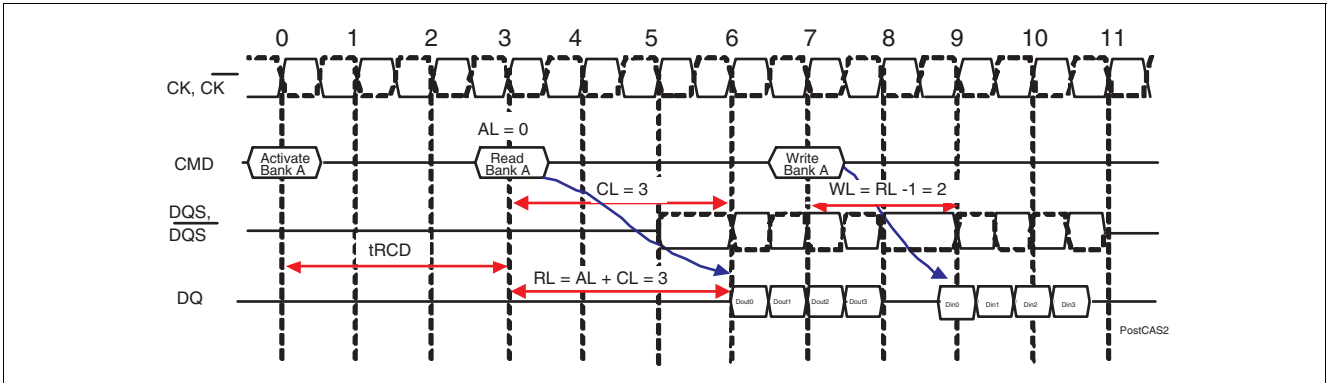 0 1 2 3 4 5 6 7 8 9 10 11
CK, CK
AL = 0
CMD
Activate
Bank A
Read
Bank A
Write
Bank A
CL = 3
WL = RL -1 = 2
DQS,
DQS
tRCD
RL = AL + CL = 3
DQ
Dout0 Dout1 Dout2 Dout3
Din0 Din1 Din2 Din3
PostCAS2